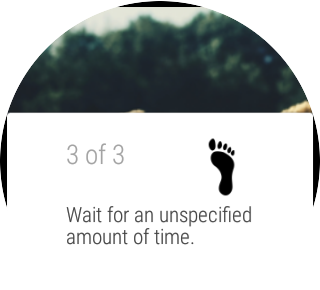 3 of 3
Wait for an unspecified
amount of time.